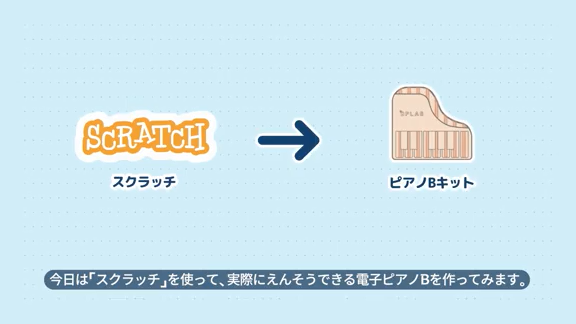 SCRATCH
スクラッチ
ピアノBキット
今日は「スクラッチ」を使って、実際にえんそうできる電子ピアノBを作ってみます。